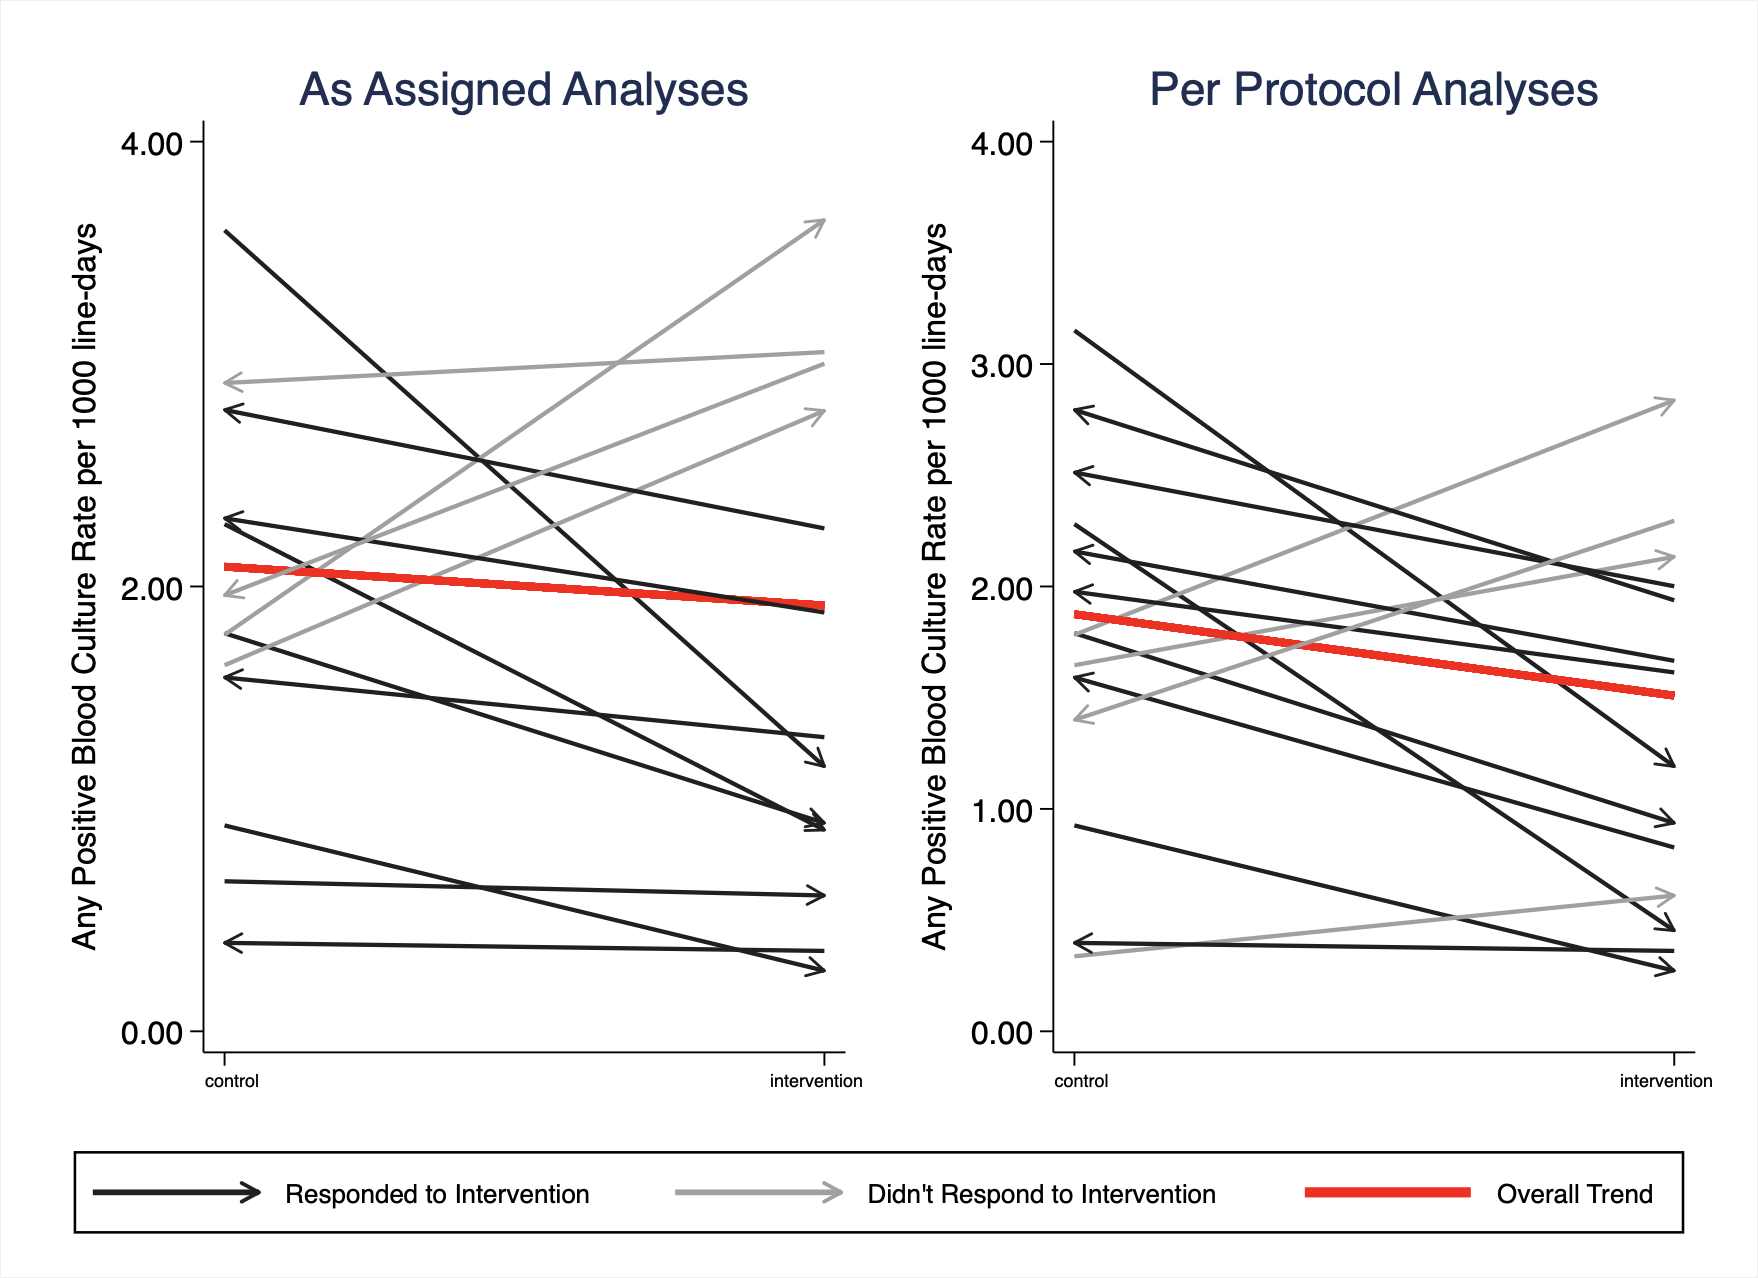 As Assigned Analyses
Any Positive Blood Culture Rate per 1000 line-days
4.00
2.00
0.00
control
intervention
Per Protocol Analyses
Any Positive Blood Culture Rate per 1000 line-days
4.00
3.00
2.00
1.00
0.00
control
intervention
Responded to Intervention
Didn't Respond to Intervention
Overall Trend